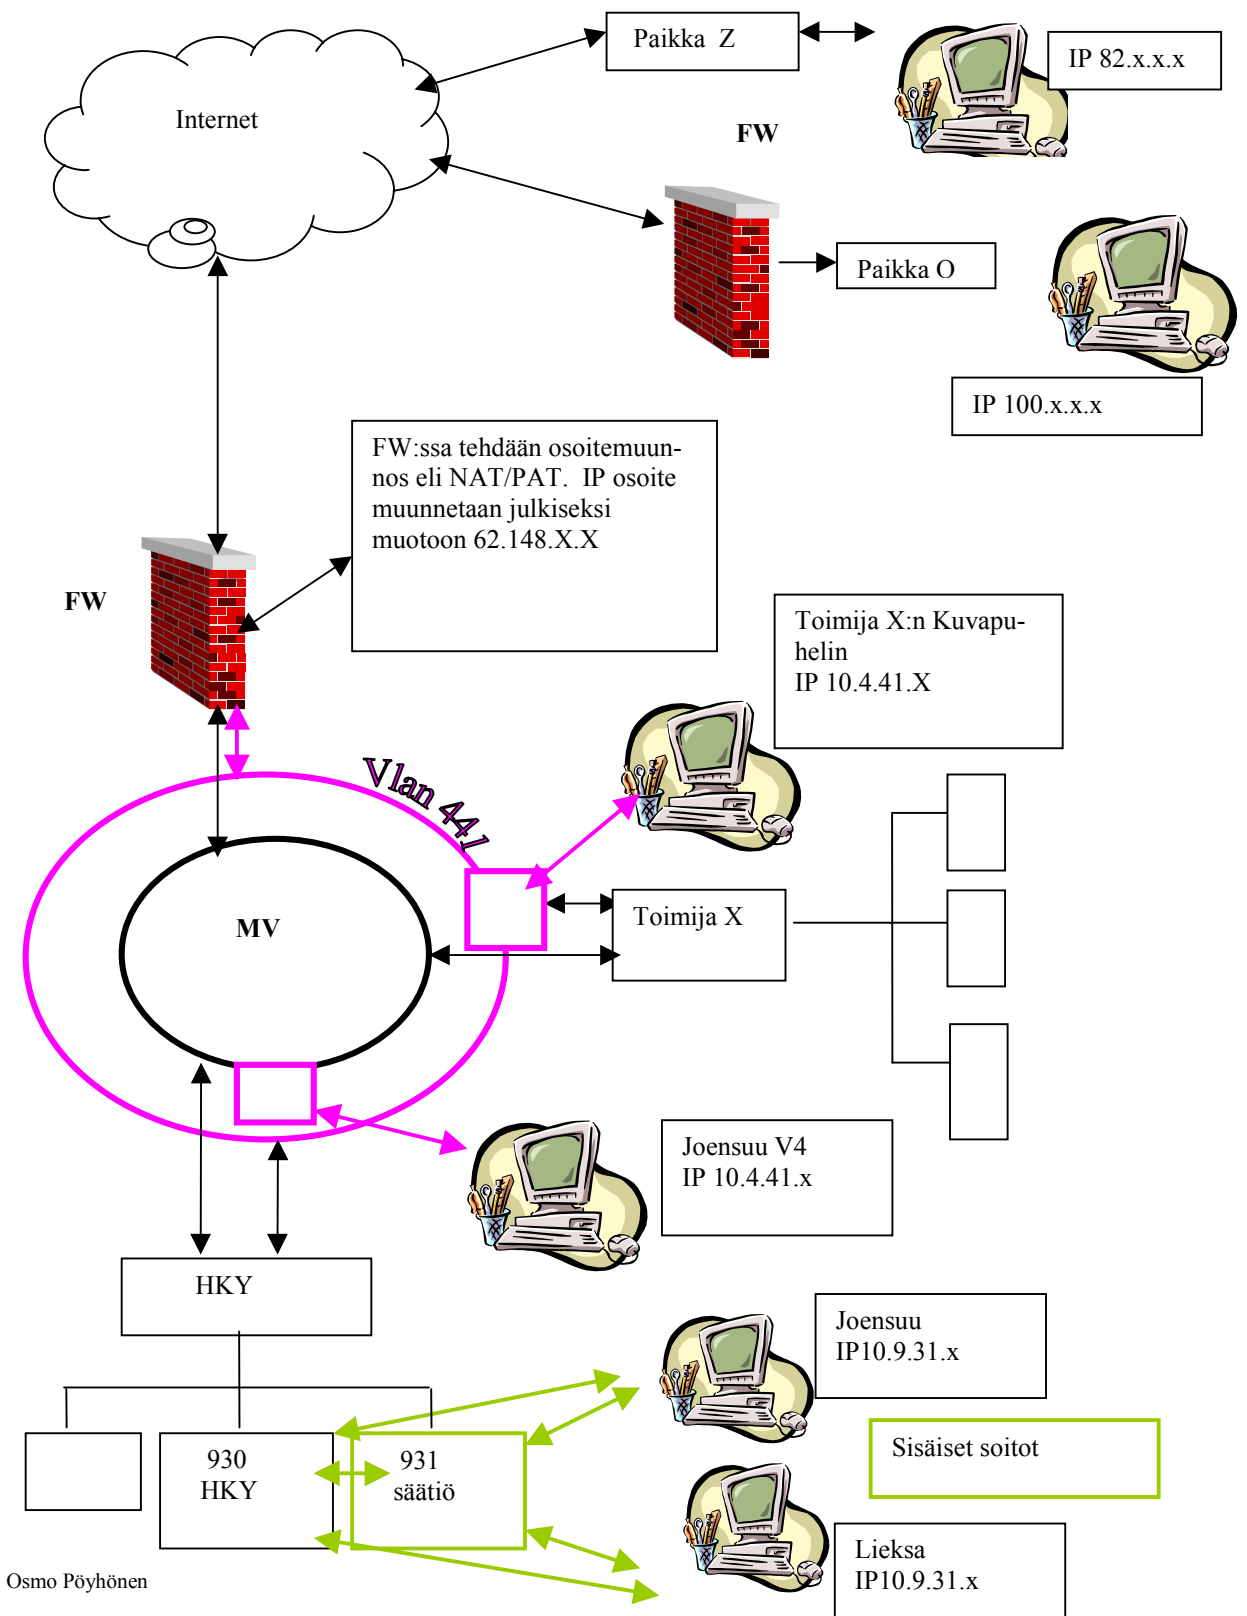 Paikka  Z
IP 82.x.x.x
Internet
FW
Paikka O
IP 100.x.x.x
FW:ssa tehdään osoitemuun-
nos eli NAT/PAT.  IP osoite
muunnetaan julkiseksi
muotoon 62.148.X.X
FW
Toimija X:n Kuvapu-
helin
IP 10.4.41.X
Vlan 441
MV
Toimija X
Joensuu V4
IP 10.4.41.x
HKY
Joensuu
IP10.9.31.x
930
HKY
931
säätiö
Sisäiset soitot
Lieksa
IP10.9.31.x
Osmo Pöyhönen